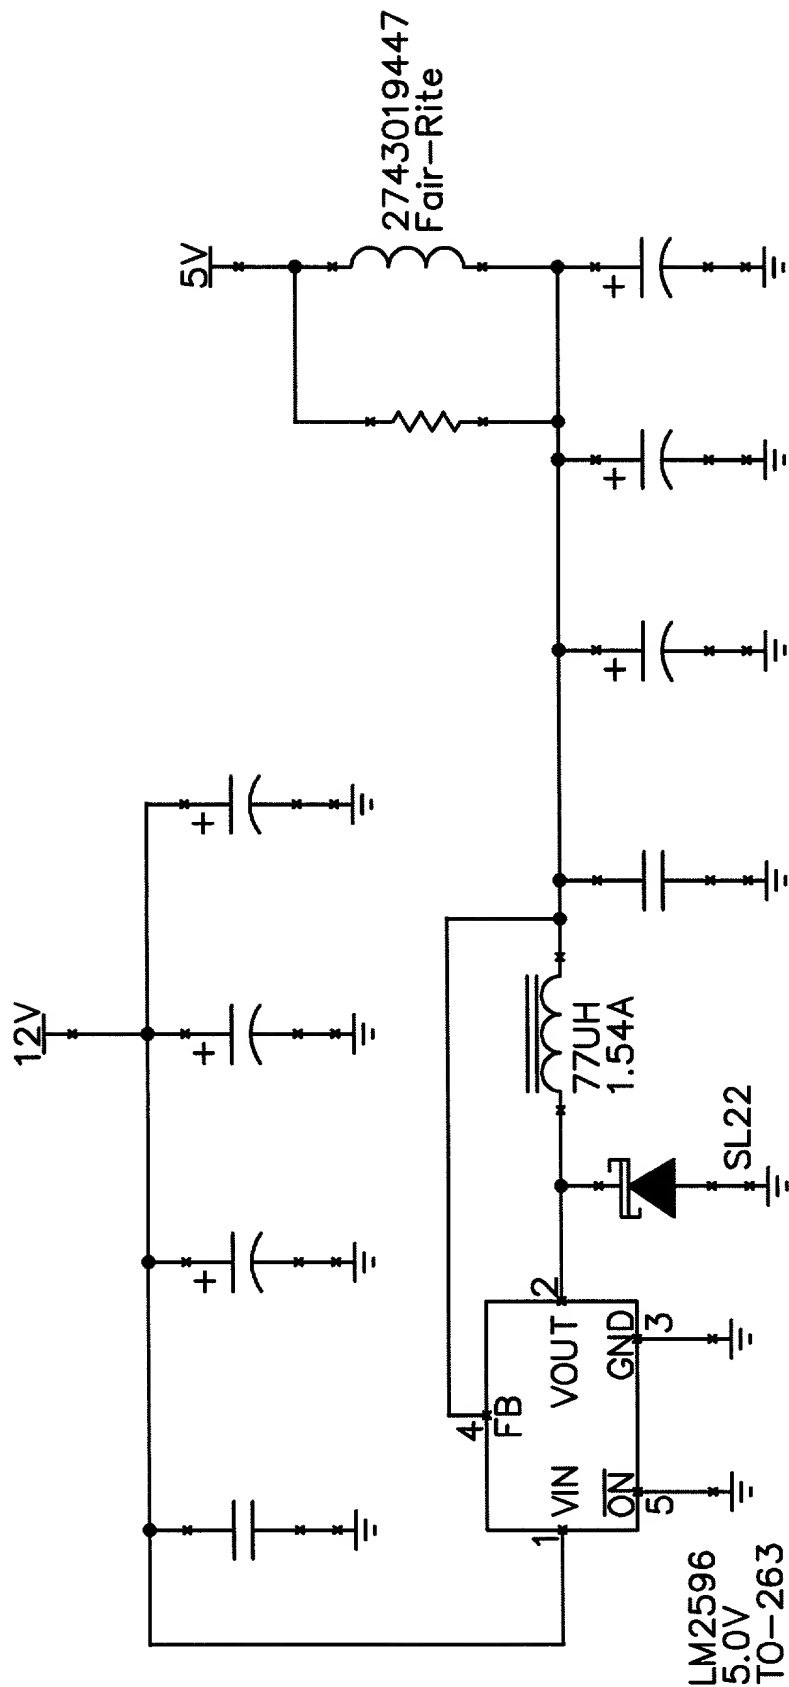 12V
5V
+
+
+
2743019447
Fair-Rite
4
FB
1
VIN
VOUT
2
77UH
1.54A
+
+
+
ON
GND
5
3
SL22
LM2596
5.0V
TO-263